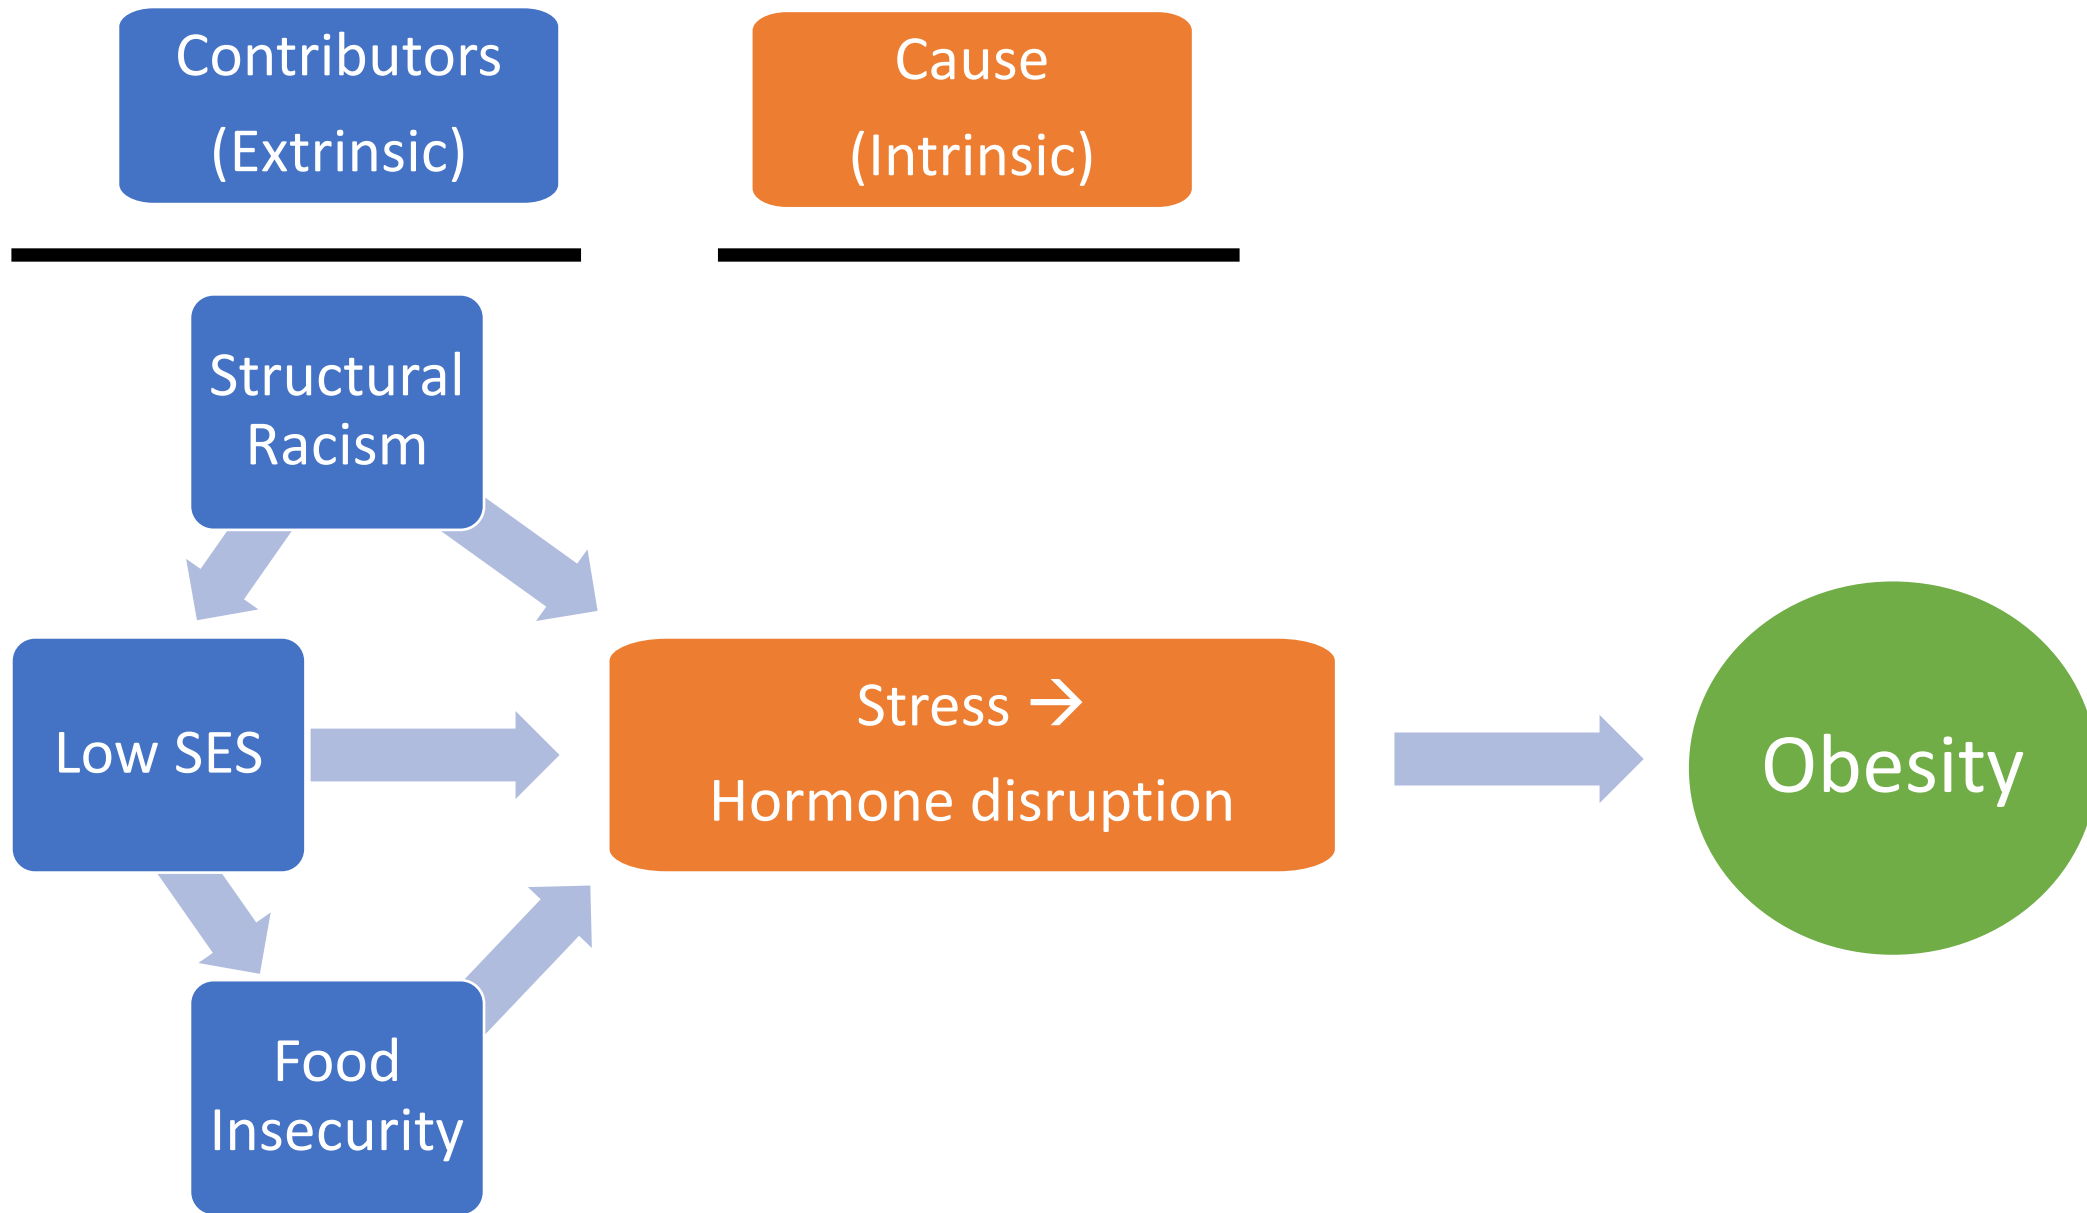 Contributors
(Extrinsic)
Cause
(Intrinsic)
Structural
Racism
Low SES
Stress →
Hormone disruption
Obesity
Food
Insecurity